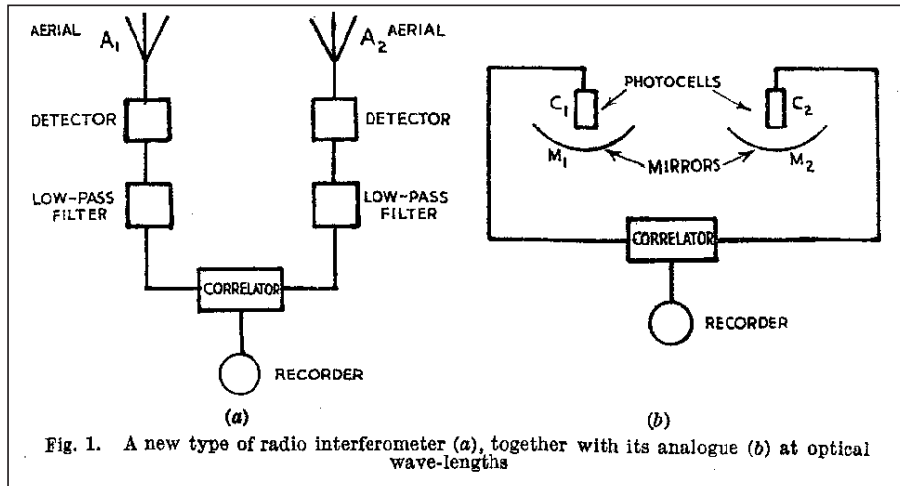 AERIAL A1
A2 AERIAL
DETECTOR
DETECTOR
LOW-PASS
FILTER
LOW-PASS
FILTER
CORRELATOR
RECORDER
(a)
PHOTOCELLS
C1
C2
M1
MIRRORS
M2
CORRELATOR
RECORDER
(b)
Fig. 1. A new type of radio interferometer (a), together with its analogue (b) at optical
wave-lengths